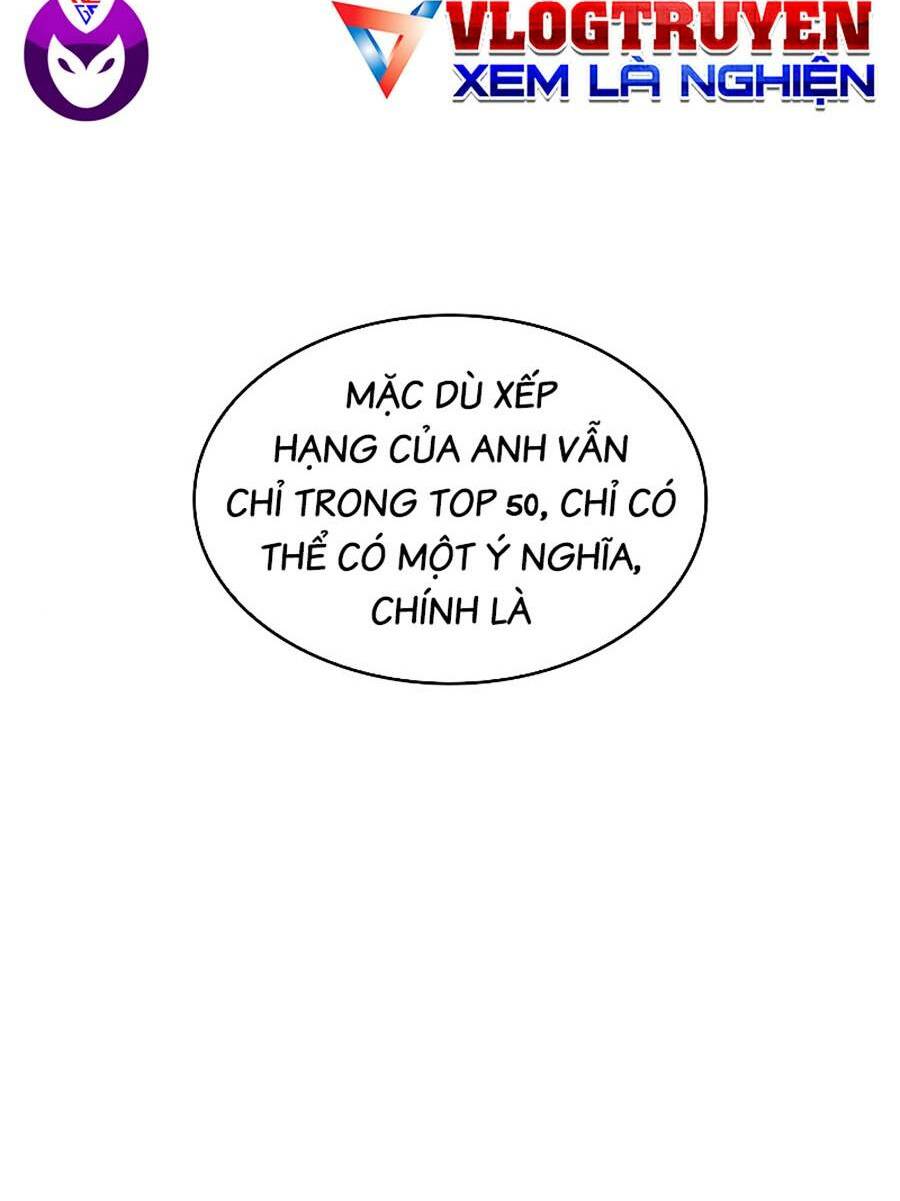 VLOGTRUYEN
XEM LÀ NGHIỆN
MẶC DÙ XẾP
HẠNG CỦA ANH VẪN
CHỈ TRONG TOP 50, CHỈ CÓ
THỂ CÓ MỘT Ý NGHĨA,
CHÍNH LÀ